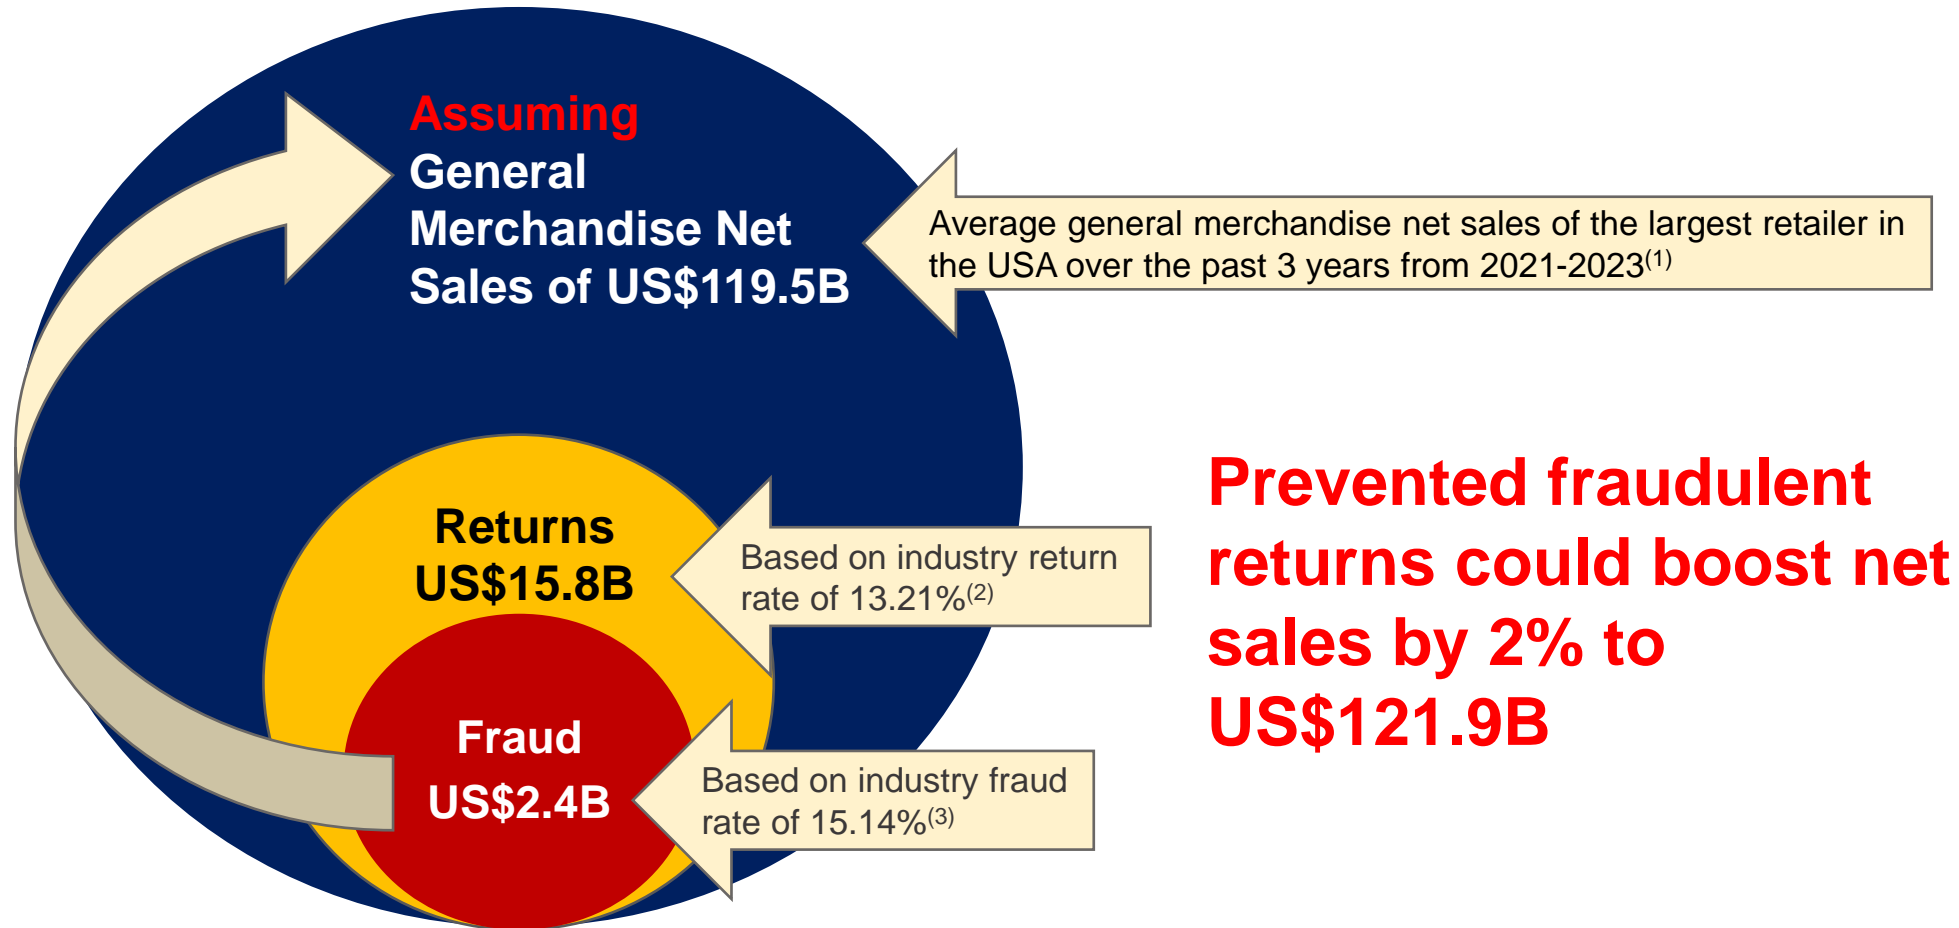 Assuming
General
Merchandise Net
Sales of US$119.5B
Average general merchandise net sales of the largest retailer in
the USA over the past 3 years from 2021-2023(1)
Returns
US$15.8B
Based on industry return
rate of 13.21%(2)
Prevented fraudulent
returns could boost net
sales by 2% to
US$121.9B
Fraud
US$2.4B
Based on industry fraud
rate of 15.14%(3)